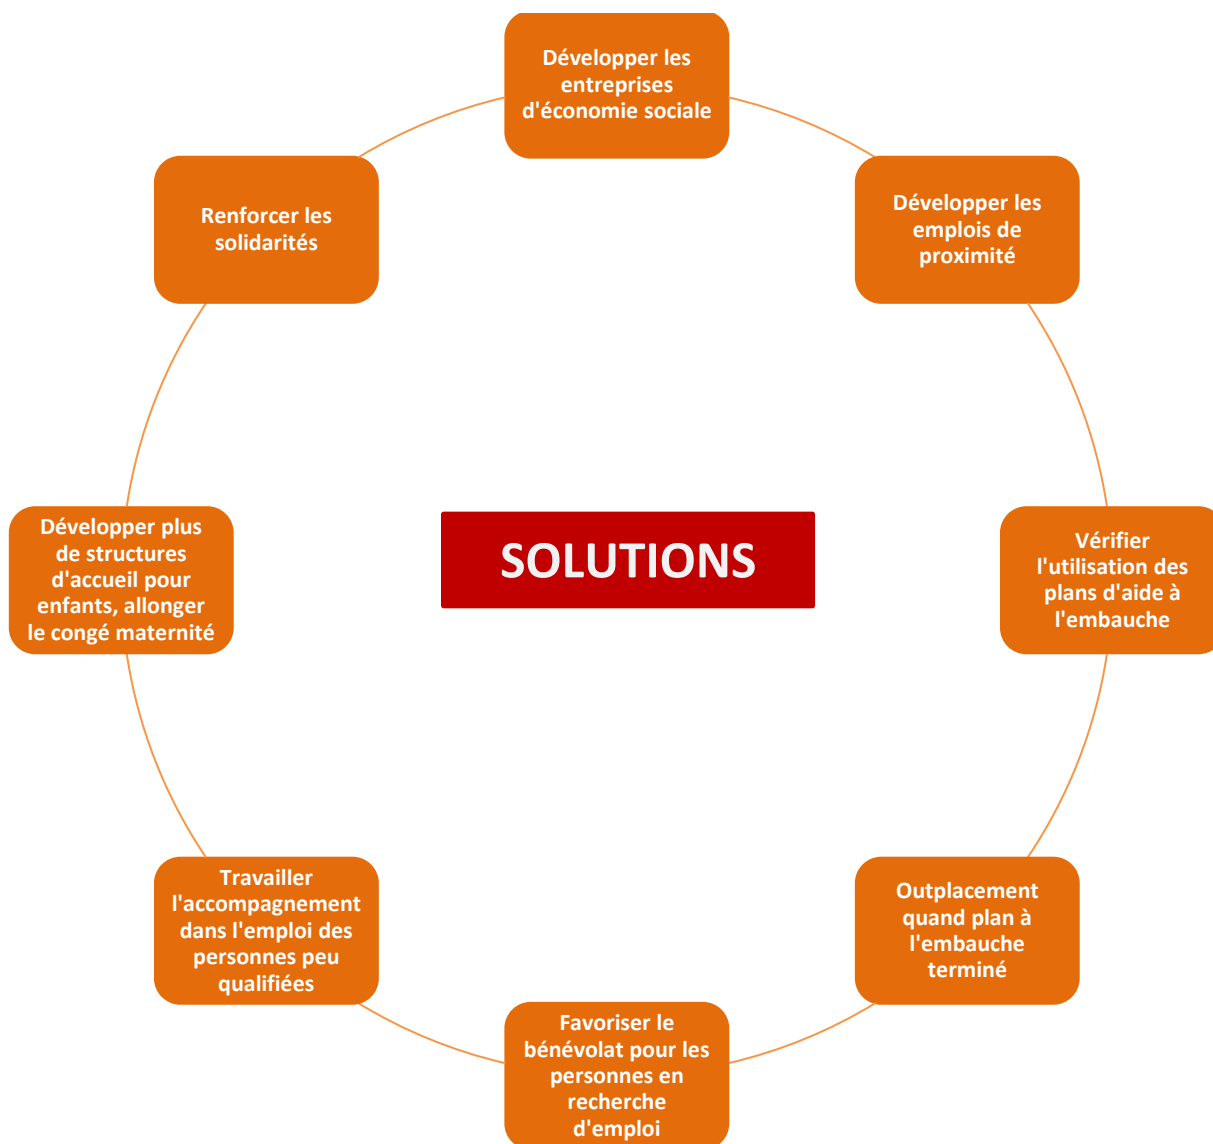 Développer les
entreprises
d'économie sociale
Développer les
emplois de
proximité
Vérifier
l'utilisation des
plans d'aide à
l'embauche
Outplacement
quand plan à
l'embauche
terminé
Favoriser le
bénévolat pour les
personnes en
recherche
d'emploi
Travailler
l'accompagnement
dans l'emploi des
personnes peu
qualifiées
Développer plus
de structures
d'accueil pour
enfants, allonger
le congé maternité
Renforcer les
solidarités
SOLUTIONS